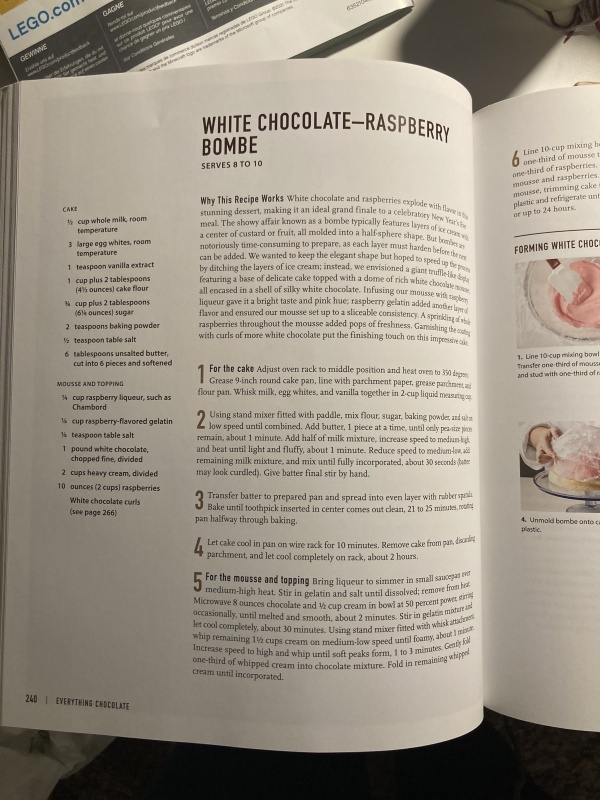 LEGO.com
GAGNE
GEWINNE
WHITE CHOCOLATE—RASPBERRY
BOMBE
SERVES 8 TO 10
CAKE
½ cup whole milk, room
temperature
3 large egg whites, room
temperature
1 teaspoon vanilla extract
1 cup plus 2 tablespoons
(4½ ounces) cake flour
¾ cup plus 2 tablespoons
(6⅛ ounces) sugar
2 teaspoons baking powder
½ teaspoon table salt
6 tablespoons unsalted butter,
cut into 6 pieces and softened
MOUSSE AND TOPPING
cup raspberry liqueur, such as
Chambord
cup raspberry-flavored gelatin
teaspoon table salt
1 pound white chocolate,
chopped fine, divided
2 cups heavy cream, divided
10 ounces (2 cups) raspberries
White chocolate curls
(see page 266)
Why This Recipe Works White chocolate and raspberries explode with flavor in this
stunning dessert, making it an ideal grand finale to a celebratory New Year's Eve
meal. The showy affair known as a bombe typically features layers of ice cream with
a center of custard or fruit, all molded into a half-sphere shape. But bombes are
notoriously time-consuming to prepare, as each layer must harden before the next
can be added. We wanted to keep the elegant shape but hoped to speed up the process
by ditching the layers of ice cream; instead, we envisioned a giant truffle-like display
featuring a base of delicate cake topped with a dome of rich white chocolate mousse,
all encased in a shell of silky white chocolate. Infusing our mousse with raspberry
liqueur gave it a bright taste and pink hue; raspberry gelatin added another layer of
flavor and ensured our mousse set up to a sliceable consistency. A sprinkling of whole
raspberries throughout the mousse added pops of freshness. Garnishing the coating
with curls of more white chocolate put the finishing touch on this impressive cake.
1 For the cake Adjust oven rack to middle position and heat oven to 350 degrees.
Grease 9-inch round cake pan, line with parchment paper, grease parchment, and
flour pan. Whisk milk, egg whites, and vanilla together in 2-cup liquid measuring cup.
2 Using stand mixer fitted with paddle, mix flour, sugar, baking powder, and salt on
low speed until combined. Add butter, 1 piece at a time, until only pea-size pieces
remain, about 1 minute. Add half of milk mixture, increase speed to medium-high,
and beat until light and fluffy, about 1 minute. Reduce speed to medium-low, add
remaining milk mixture, and mix until fully incorporated, about 30 seconds (batter
may look curdled). Give batter final stir by hand.
3 Transfer batter to prepared pan and spread into even layer with rubber spatula.
Bake until toothpick inserted in center comes out clean, 21 to 25 minutes, rotating
pan halfway through baking.
4 Let cake cool in pan on wire rack for 10 minutes. Remove cake from pan, discarding
parchment, and let cool completely on rack, about 2 hours.
5 For the mousse and topping Bring liqueur to simmer in small saucepan over
medium-high heat. Stir in gelatin and salt until dissolved; remove from heat.
Microwave 8 ounces chocolate and ½ cup cream in bowl at 50 percent power, stirring
occasionally, until melted and smooth, about 2 minutes. Stir in gelatin mixture and
let cool completely, about 30 minutes. Using stand mixer fitted with whisk attachment,
whip remaining 1½ cups cream on medium-low speed until foamy, about 1 minute.
Increase speed to high and whip until soft peaks form, 1 to 3 minutes. Gently fold
one-third of whipped cream into chocolate mixture. Fold in remaining whipped
cream until incorporated.
240 | EVERYTHING CHOCOLATE
6 Line 10-cup mixing
one-third of mousse
one-third of raspberries.
mousse and raspberries.
mousse, trimming cake
plastic and refrigerate
or up to 24 hours.
FORMING WHITE
1. Line 10-cup mixing bowl
Transfer one-third of mousse
and stud with one-third of
4. Unmold bombe onto
plastic.